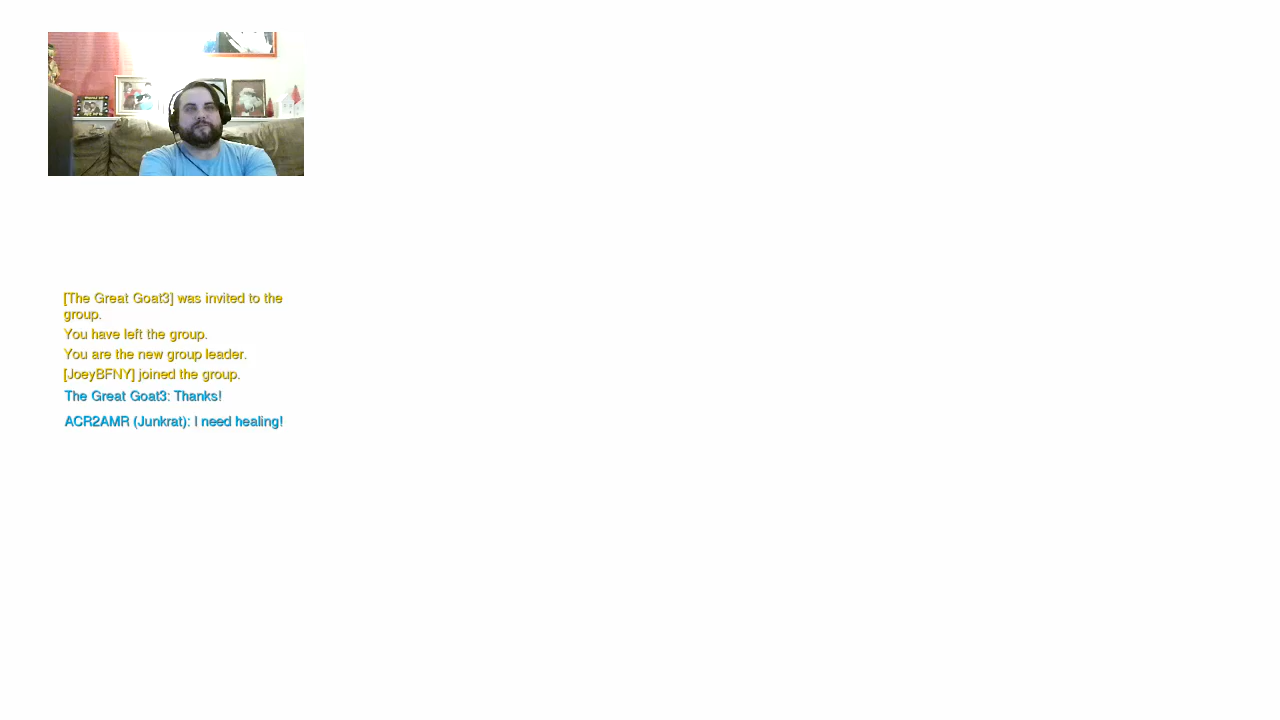 [The Great Goat3] was invited to the
group.
You have left the group.
You are the new group leader.
[JoeyBFNY] joined the group.
The Great Goat3: Thanks!
ACR2AMR (Junkrat): I need healing!